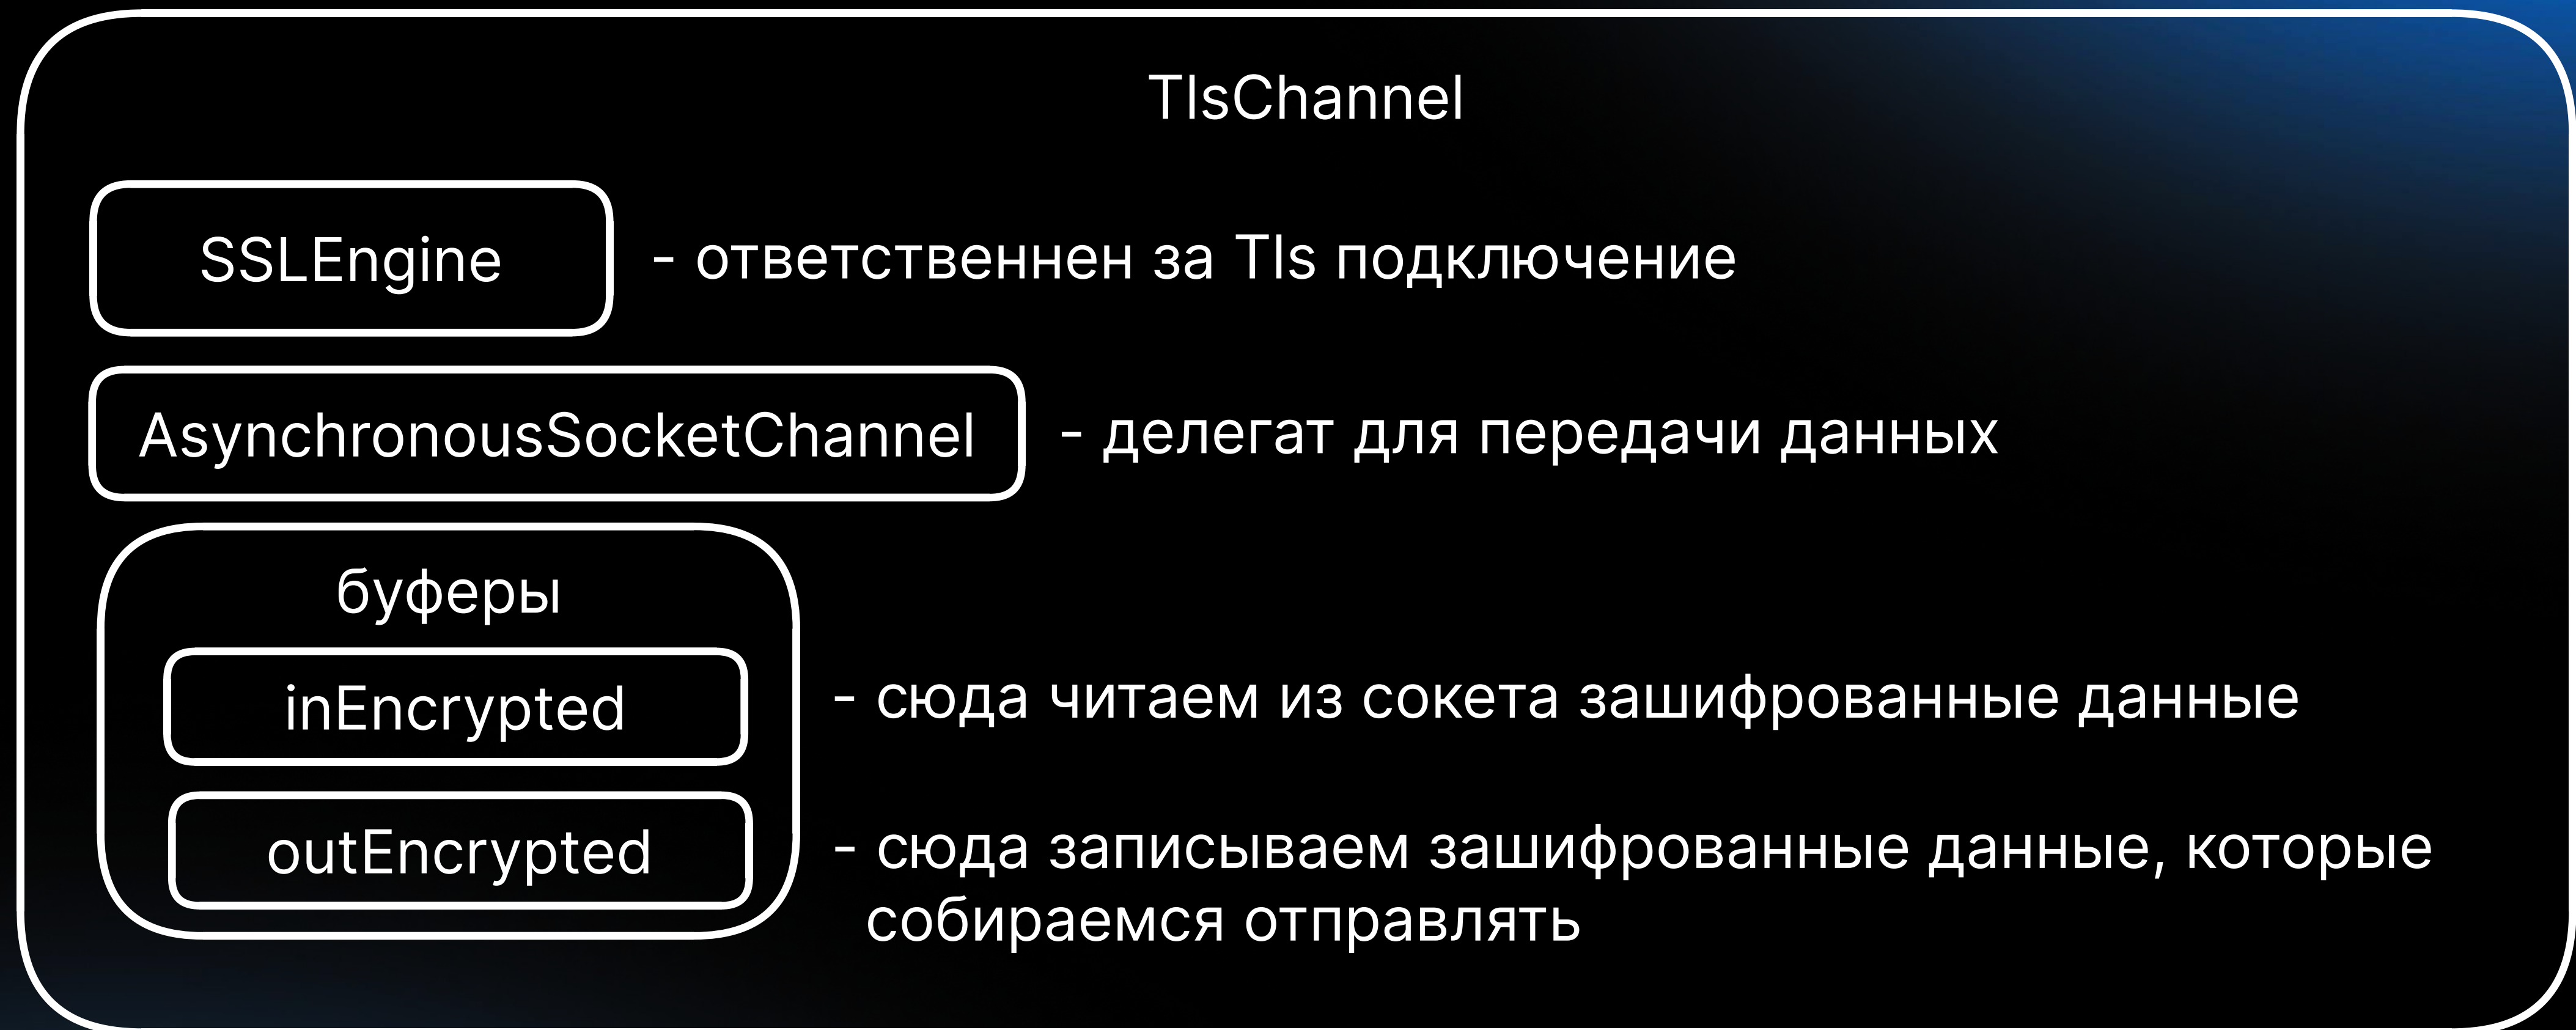 TlsChannel
SSLEngine - ответственнен за Tls подключение
AsynchronousSocketChannel - делегат для передачи данных
буферы
inEncrypted - сюда читаем из сокета зашифрованные данные
outEncrypted - сюда записываем зашифрованные данные, которые
собираемся отправлять